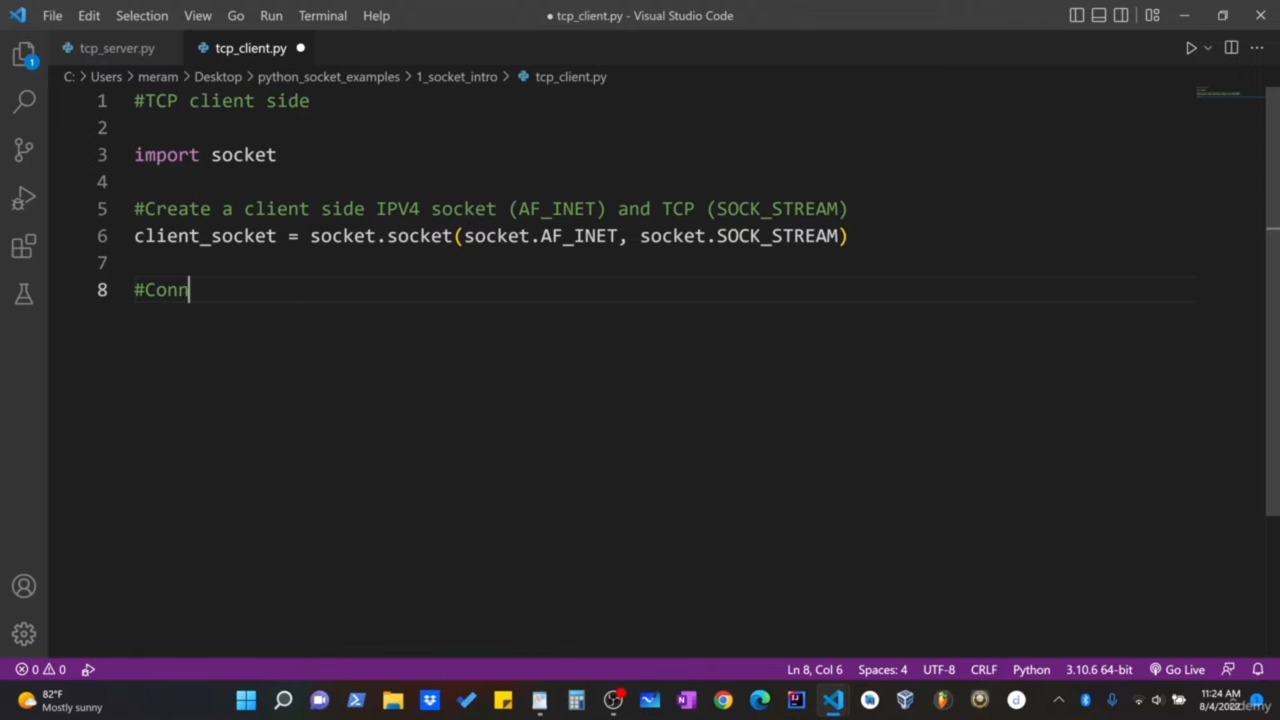 File Edit Selection View Go Run Terminal Help
● tcp_client.py - Visual Studio Code
tcp_server.py
tcp_client.py ●
C: > Users > meram > Desktop > python_socket_examples > 1_socket_intro > tcp_client.py
1 #TCP client side
2
3 import socket
4
5 #Create a client side IPV4 socket (AF_INET) and TCP (SOCK_STREAM)
6 client_socket = socket.socket(socket.AF_INET, socket.SOCK_STREAM)
7
8 #Conn
1
0 0
Ln 8, Col 6 Spaces: 4 UTF-8 CRLF Python 3.10.6 64-bit Go Live
82°F
Mostly sunny
11:24 AM
8/4/2022